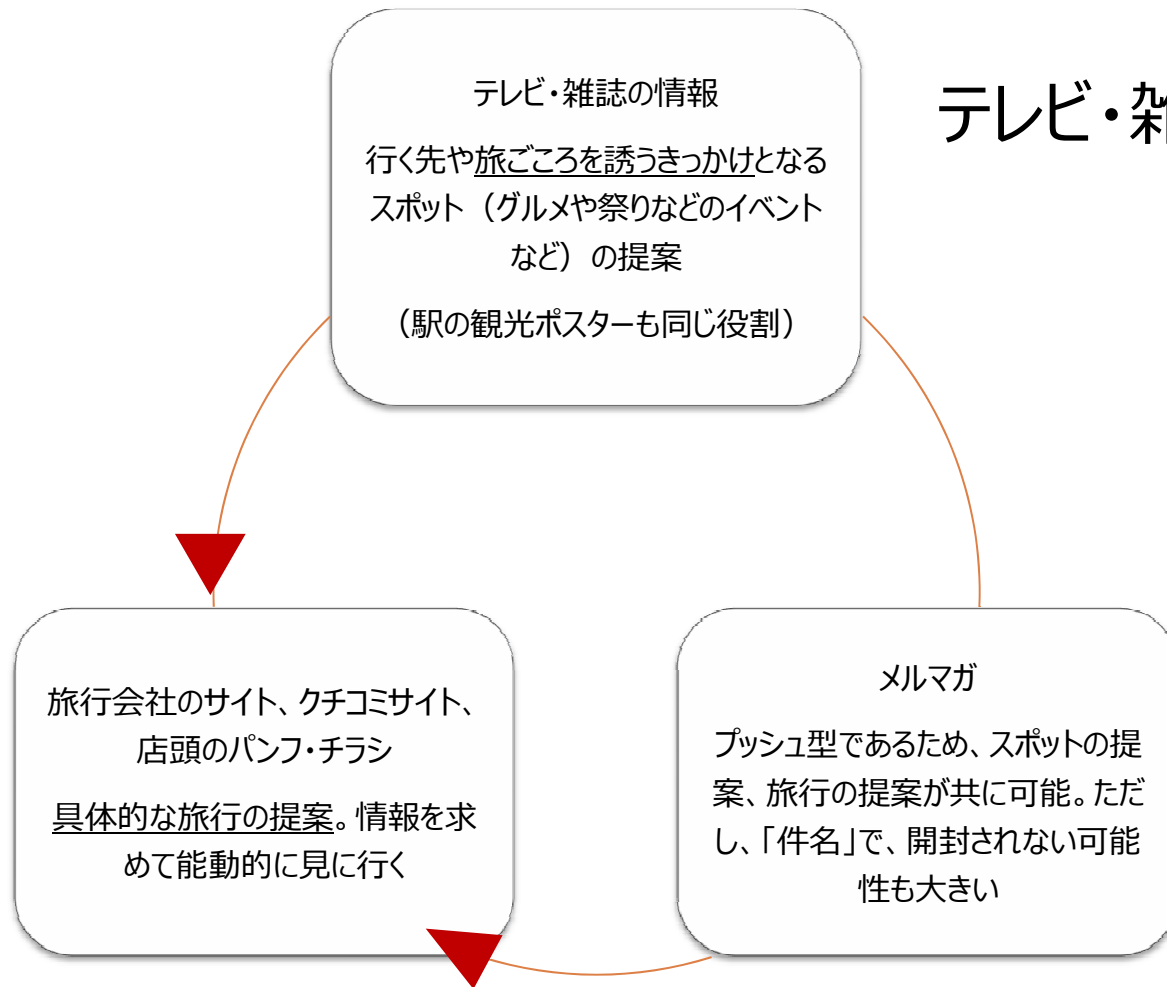 テレビ・雑
テレビ・雑誌の情報
行く先や旅ごころを誘うきっかけとなる
スポット（グルメや祭りなどのイベント
など）の提案
（駅の観光ポスターも同じ役割）
旅行会社のサイト、クチコミサイト、
店頭のパンフ・チラシ
具体的な旅行の提案。情報を求
めて能動的に見に行く
メルマガ
プッシュ型であるため、スポットの提
案、旅行の提案が共に可能。ただ
し、「件名」で、開封されない可能
性も大きい